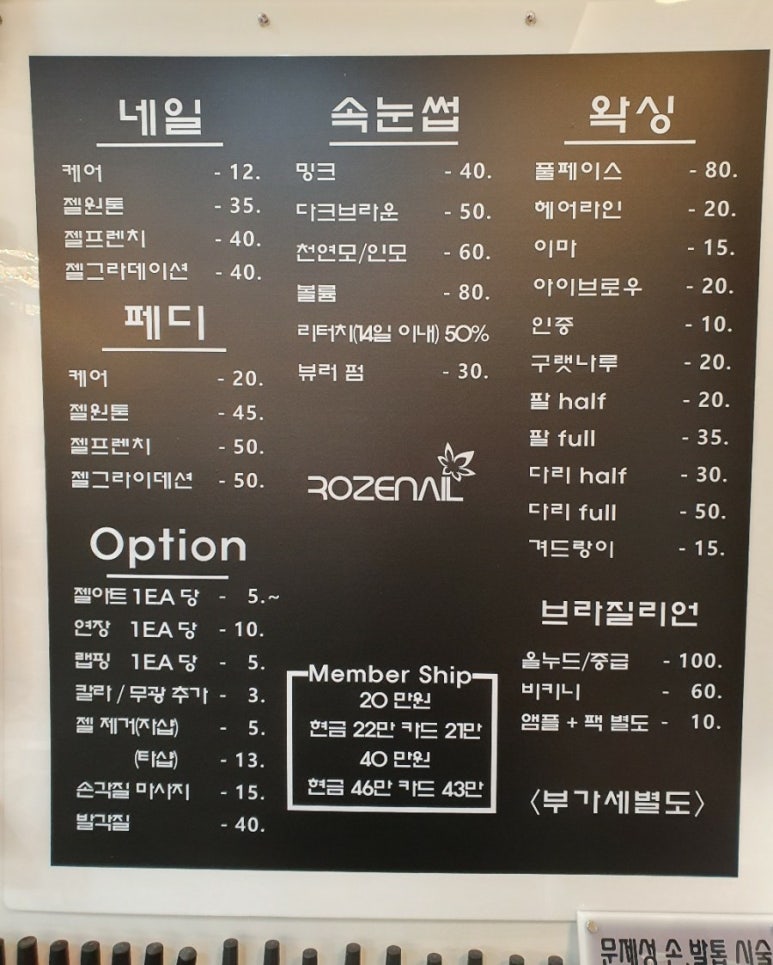 네일
케어 - 12.
젤원톤 - 35.
젤프렌치 - 40.
젤그라데이션 - 40.
페디
케어 - 20.
젤원톤 - 45.
젤프렌치 - 50.
젤그라이데션 - 50.
Option
젤아트 1EA 당 - 5.~
연장 1EA 당 - 10.
랩핑 1EA 당 - 5.
칼라 / 무광 추가 - 3.
젤 제거(자샵) - 5.
(타샵) - 13.
손각질 마사지 - 15.
발각질 - 40.
속눈썹
밍크 - 40.
다크브라운 - 50.
천연모/인모 - 60.
볼륨 - 80.
리터치(14일 이내) 50%
뷰러 펌 - 30.
ROZENAIL
Member Ship
20 만원
현금 22만 카드 21만
40 만원
현금 46만 카드 43만
왁싱
풀페이스 - 80.
헤어라인 - 20.
이마 - 15.
아이브로우 - 20.
인중 - 10.
구랫나루 - 20.
팔 half - 20.
팔 full - 35.
다리 half - 30.
다리 full - 50.
겨드랑이 - 15.
브라질리언
올누드/중급 - 100.
비키니 - 60.
앰플 + 팩 별도 - 10.
<부가세별도>
문제성 손.발톱 시술